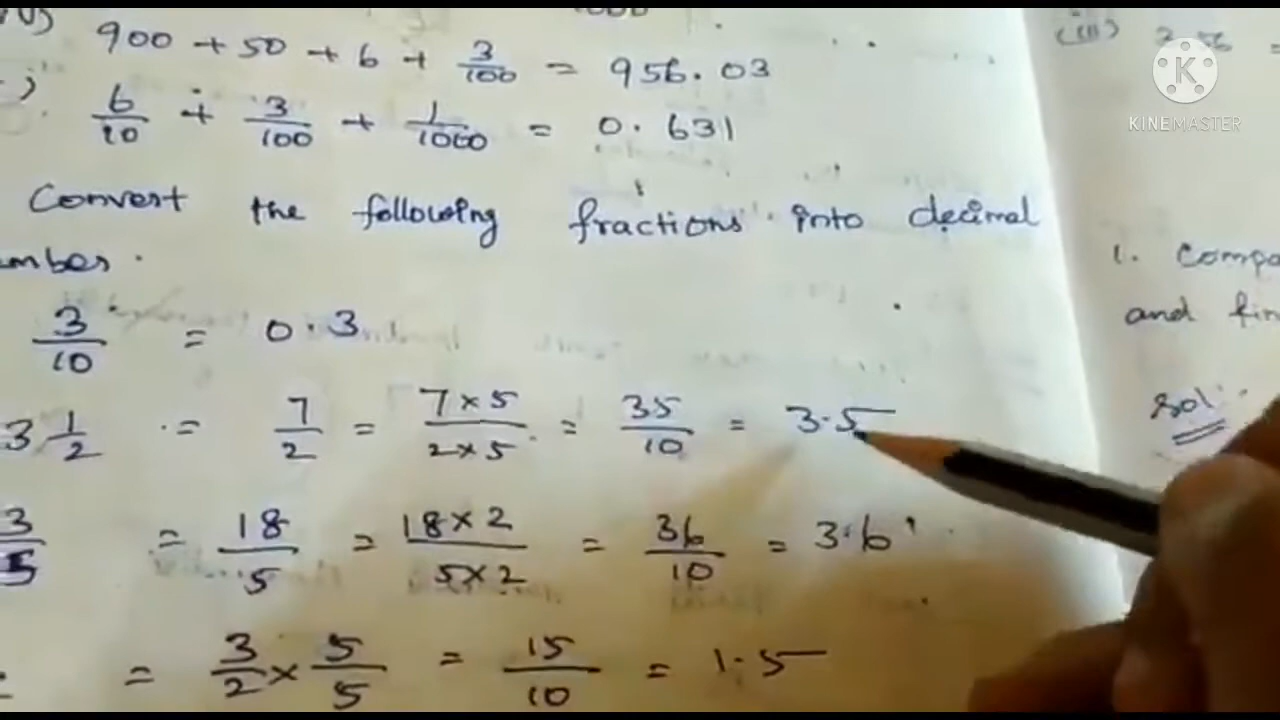 900 + 50 + 6 + 3/100 = 956.03
6/10 + 3/100 + 1/1000 = 0.631
Convert the following fractions into decimal
3/10 = 0.3
3 1/2 = 7/2 = 7×5/2×5 = 35/10 = 3.5
3/5 = 18/5 = 18×2/5×2 = 36/10 = 3.6
= 3/2 × 5/5 = 15/10 = 1.5
(iii)
1.
and
Sol:
K
KINEMASTER